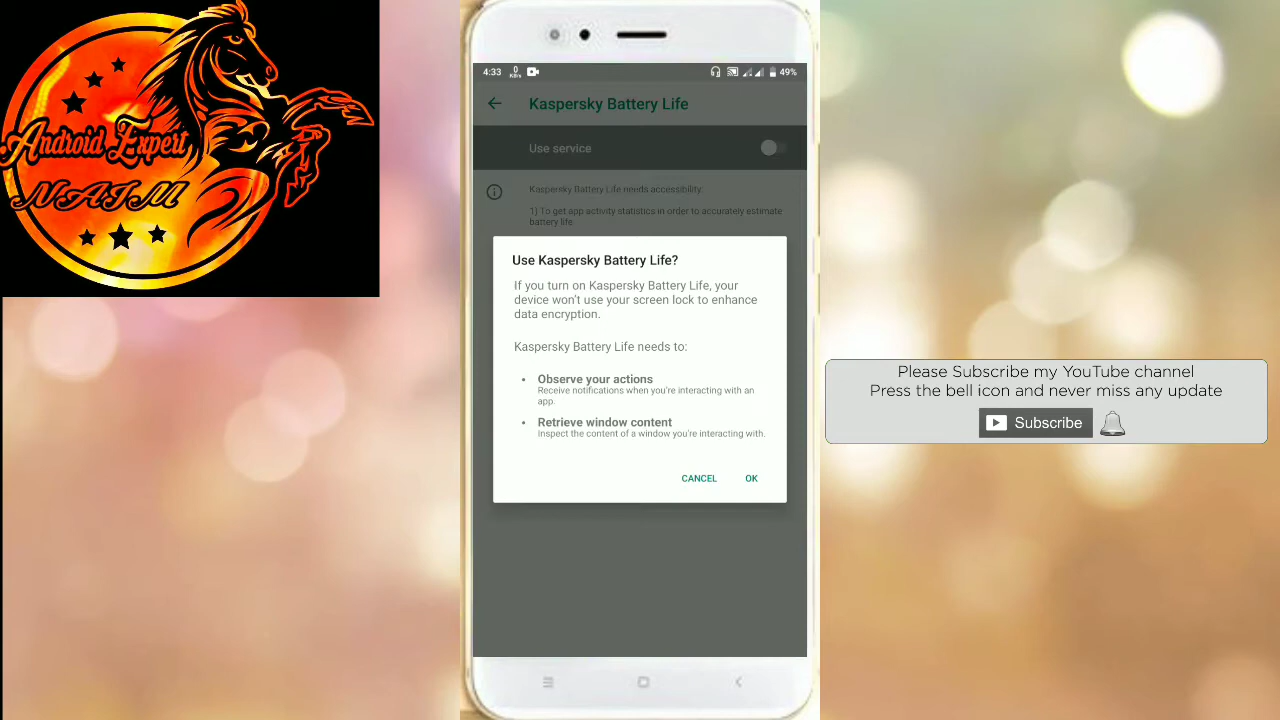 Android Expert
NAIM
4:33 0 KB/s 49%
Kaspersky Battery Life
Use service
Kaspersky Battery Life needs accessibility.
1) To get app activity statistics in order to accurately estimate
battery life
Use Kaspersky Battery Life?
If you turn on Kaspersky Battery Life, your
device won't use your screen lock to enhance
data encryption.
Kaspersky Battery Life needs to:
• Observe your actions
Receive notifications when you're interacting with an
app.
• Retrieve window content
Inspect the content of a window you're interacting with.
CANCEL OK
Please Subscribe my YouTube channel
Press the bell icon and never miss any update
Subscribe